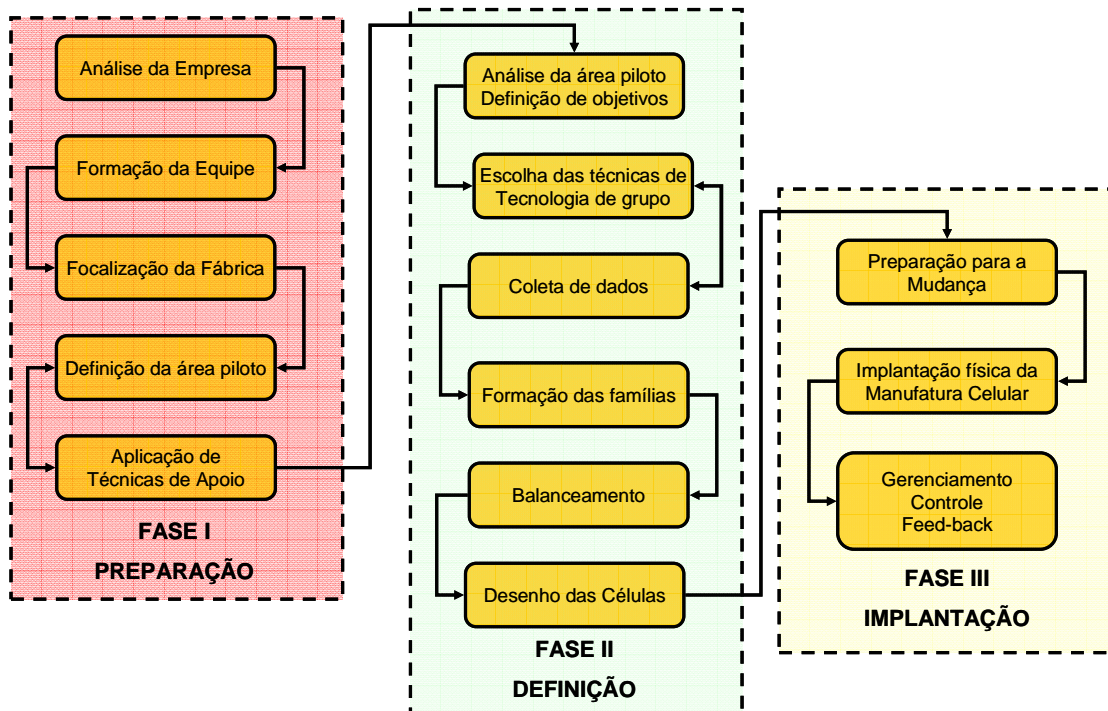 Análise da Empresa
Formação da Equipe
Focalização da Fábrica
Definição da área piloto
Aplicação de
Técnicas de Apoio
FASE I
PREPARAÇÃO
Análise da área piloto
Definição de objetivos
Escolha das técnicas de
Tecnologia de grupo
Coleta de dados
Formação das famílias
Balanceamento
Desenho das Células
FASE II
DEFINIÇÃO
Preparação para a
Mudança
Implantação física da
Manufatura Celular
Gerenciamento
Controle
Feed-back
FASE III
IMPLANTAÇÃO